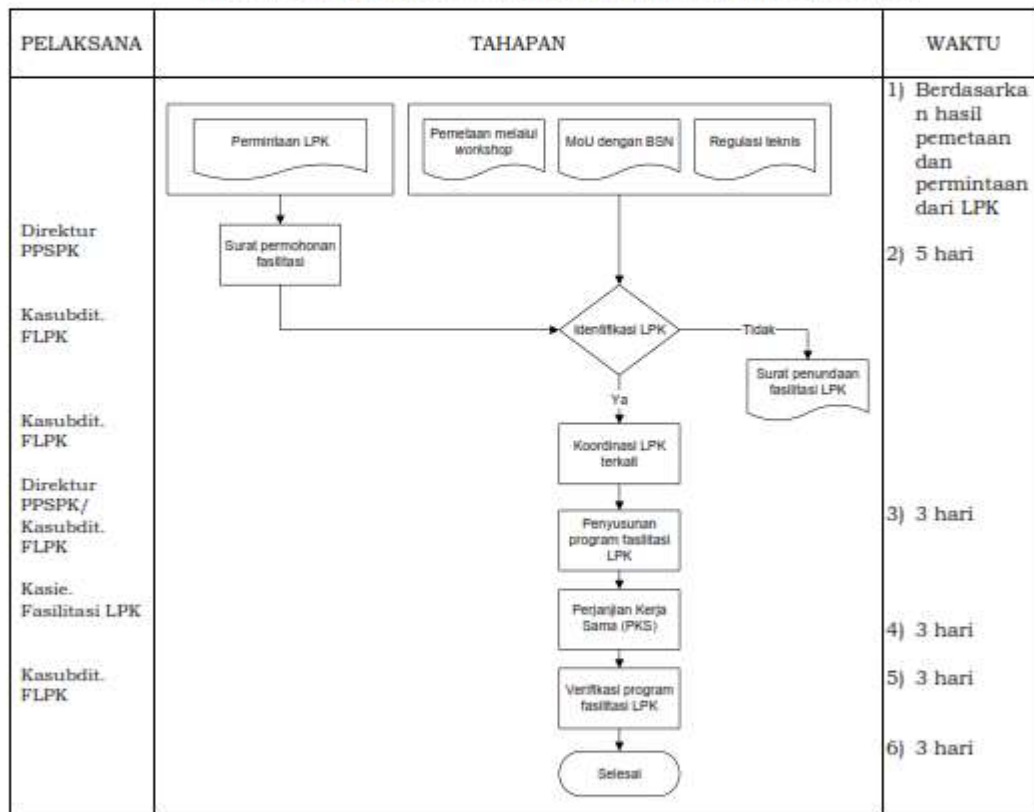 PELAKSANA
TAHAPAN
WAKTU
Direktur
PPSPK
Kasubdit.
FLPK
Kasubdit.
FLPK
Direktur
PPSPK/
Kasubdit.
FLPK
Kasie.
Fasilitasi LPK
Kasubdit.
FLPK
Permintaan LPK
Pemetaan melalui
workshop
MoU dengan BSN
Regulasi teknis
Surat permohonan
fasilitasi
Identifikasi LPK
Tidak
Surat penundaan
fasilitasi LPK
Ya
Koordinasi LPK
terkait
Penyusunan
program fasilitasi
LPK
Perjanjian Kerja
Sama (PKS)
Verifikasi program
fasilitasi LPK
Selesai
1) Berdasarka
n hasil
pemetaan
dan
permintaan
dari LPK
2) 5 hari
3) 3 hari
4) 3 hari
5) 3 hari
6) 3 hari